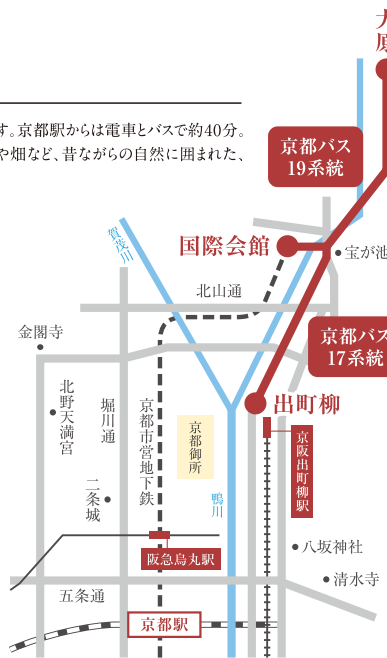 大原
す。京都駅からは電車とバスで約40分。
や畑など、昔ながらの自然に囲まれた、
京都バス
19系統
賀茂川
国際会館
宝が池
北山通
金閣寺
京都バス
17系統
北野天満宮
堀川通
京都市営地下鉄
京都御所
出町柳
京阪出町柳駅
二条城
鴨川
阪急烏丸駅
八坂神社
清水寺
五条通
京都駅